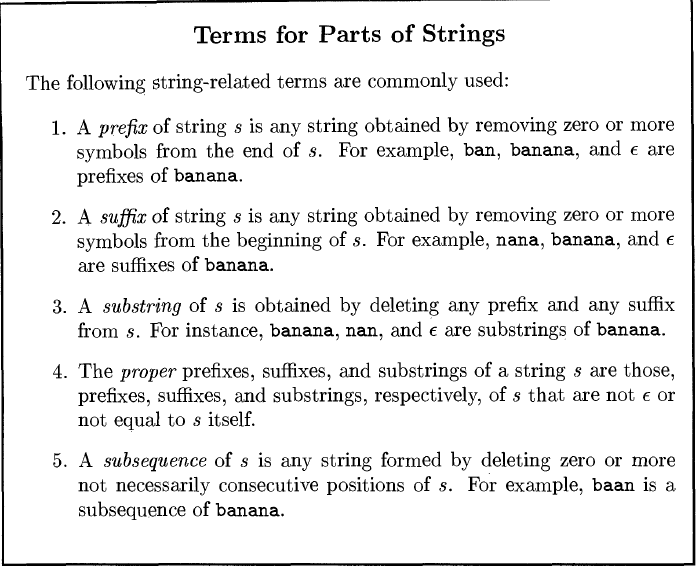 Terms for Parts of Strings
The following string-related terms are commonly used:
1. A prefix of string s is any string obtained by removing zero or more
symbols from the end of s. For example, ban, banana, and ϵ are
prefixes of banana.
2. A suffix of string s is any string obtained by removing zero or more
symbols from the beginning of s. For example, nana, banana, and ϵ
are suffixes of banana.
3. A substring of s is obtained by deleting any prefix and any suffix
from s. For instance, banana, nan, and ϵ are substrings of banana.
4. The proper prefixes, suffixes, and substrings of a string s are those,
prefixes, suffixes, and substrings, respectively, of s that are not ϵ or
not equal to s itself.
5. A subsequence of s is any string formed by deleting zero or more
not necessarily consecutive positions of s. For example, baan is a
subsequence of banana.